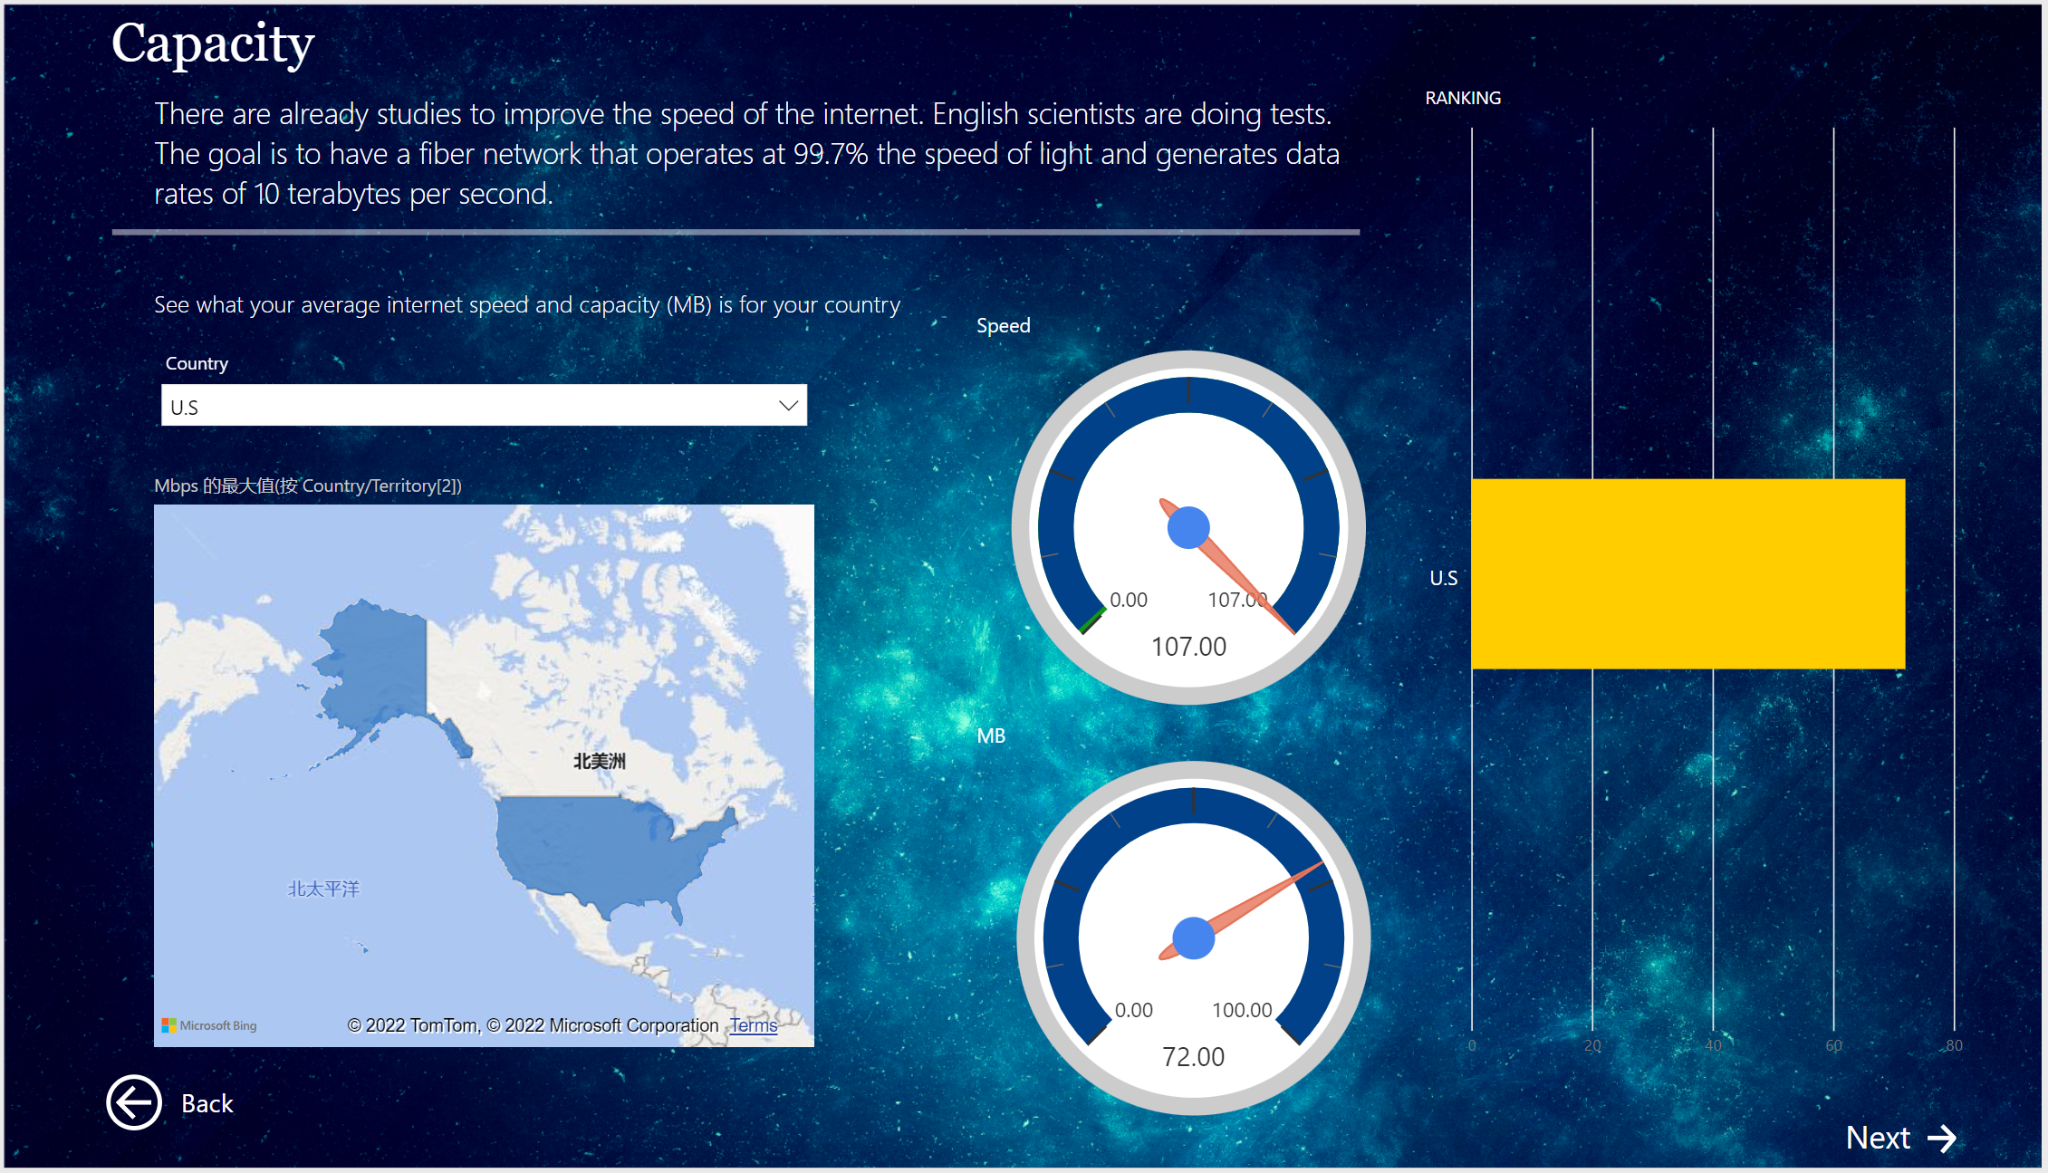 Capacity
There are already studies to improve the speed of the internet. English scientists are doing tests.
The goal is to have a fiber network that operates at 99.7% the speed of light and generates data
rates of 10 terabytes per second.
RANKING
See what your average internet speed and capacity (MB) is for your country
Country
U.S
Mbps 的最大值(按 Country/Territory[2])
北美洲
北太平洋
Microsoft Bing
© 2022 TomTom, © 2022 Microsoft Corporation Terms
Speed
0.00
107.00
107.00
MB
0.00
100.00
72.00
U.S
0 20 40 60 80
Back
Next